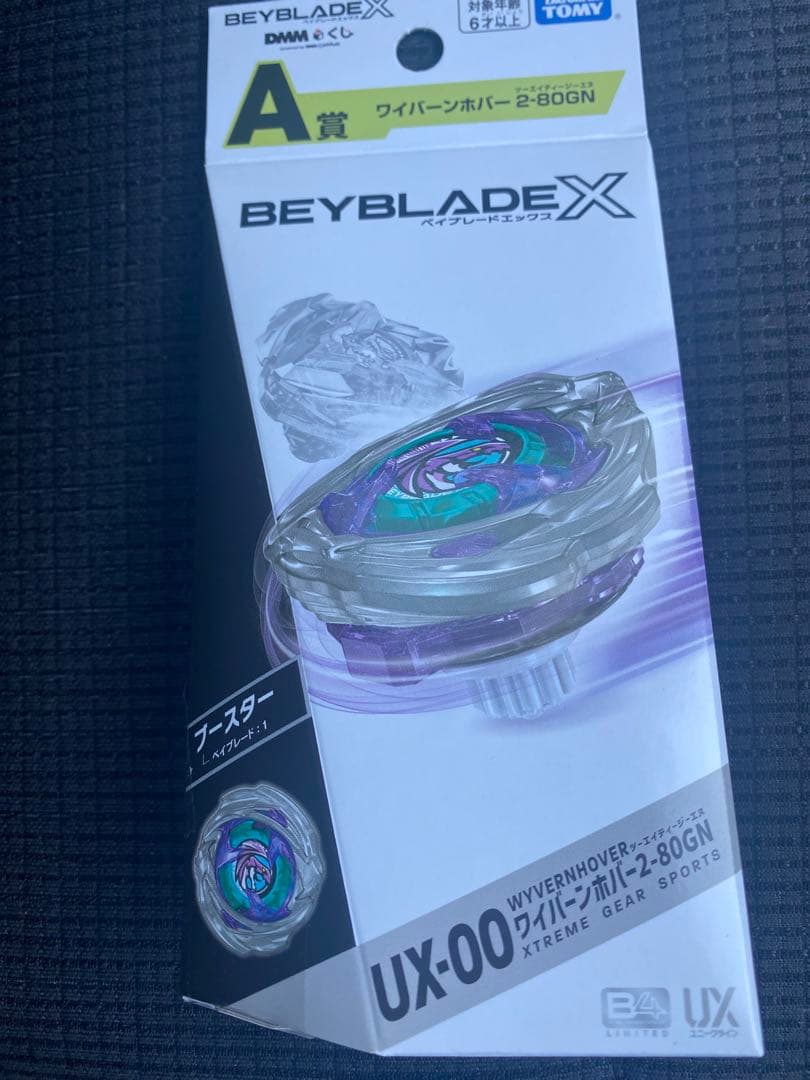 BEYBLADE X
ベイブレードエックス
DMMくじ
対象年齢
6才以上
TOMY
A賞
ツーエイティージーエヌ
ワイバーンホバー 2-80GN
BEYBLADE X
ベイブレードエックス
ブースター
ベイブレード:1
WYVERNHOVER ツーエイティージーエヌ
UX-00 ワイバーンホバー2-80GN
XTREME GEAR SPORTS
B4
LIMITED
UX
ユニークライン